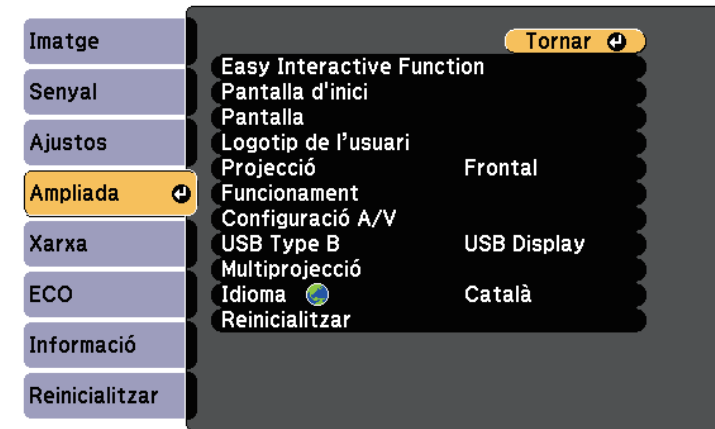 Imatge
Senyal
Ajustos
Ampliada
Xarxa
ECO
Informació
Reinicialitzar
Tornar
Easy Interactive Function
Pantalla d'inici
Pantalla
Logotip de l’usuari
Projecció Frontal
Funcionament
Configuració A/V
USB Type B USB Display
Multiprojecció
Idioma Català
Reinicialitzar